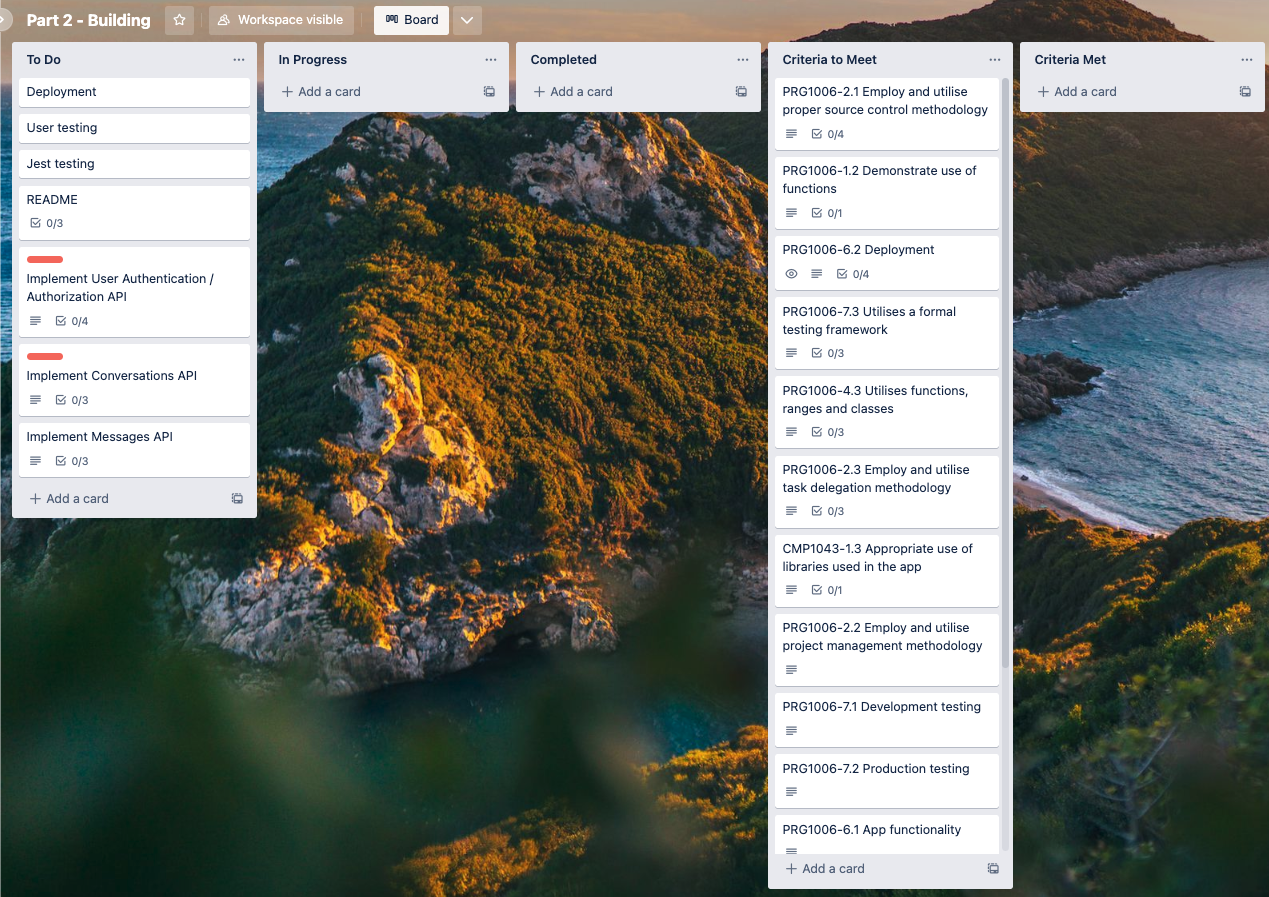 Part 2 - Building
Workspace visible
Board
To Do
Deployment
User testing
Jest testing
README
0/3
Implement User Authentication /
Authorization API
0/4
Implement Conversations API
0/3
Implement Messages API
0/3
Add a card
In Progress
Add a card
Completed
Add a card
Criteria to Meet
PRG1006-2.1 Employ and utilise
proper source control methodology
0/4
PRG1006-1.2 Demonstrate use of
functions
0/1
PRG1006-6.2 Deployment
0/4
PRG1006-7.3 Utilises a formal
testing framework
0/3
PRG1006-4.3 Utilises functions,
ranges and classes
0/3
PRG1006-2.3 Employ and utilise
task delegation methodology
0/3
CMP1043-1.3 Appropriate use of
libraries used in the app
0/1
PRG1006-2.2 Employ and utilise
project management methodology
PRG1006-7.1 Development testing
PRG1006-7.2 Production testing
PRG1006-6.1 App functionality
Add a card
Criteria Met
Add a card